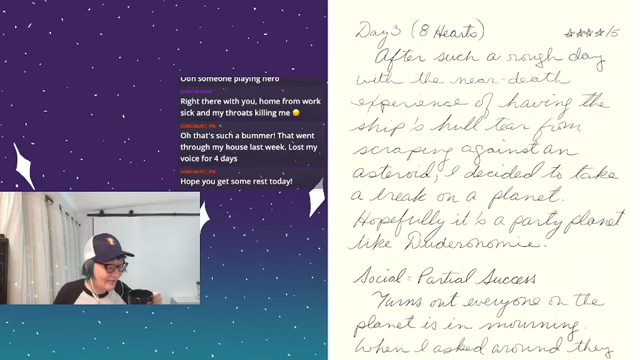 Ooh someone playing hero
Right there with you, home from work
sick and my throats killing me
Oh that's such a bummer! That went
through my house last week. Lost my
voice for 4 days
Hope you get some rest today!
Day 3 (8 Hearts) ☆☆☆☆/5
After such a rough day
with the near-death
experience of having the
ship's hull tear from
scraping against an
asteroid, I decided to take
a break on a planet.
Hopefully it's a party planet
like Duderonomie.
Social = Partial Success
Turns out everyone on the
planet is in mourning.
When I asked around they